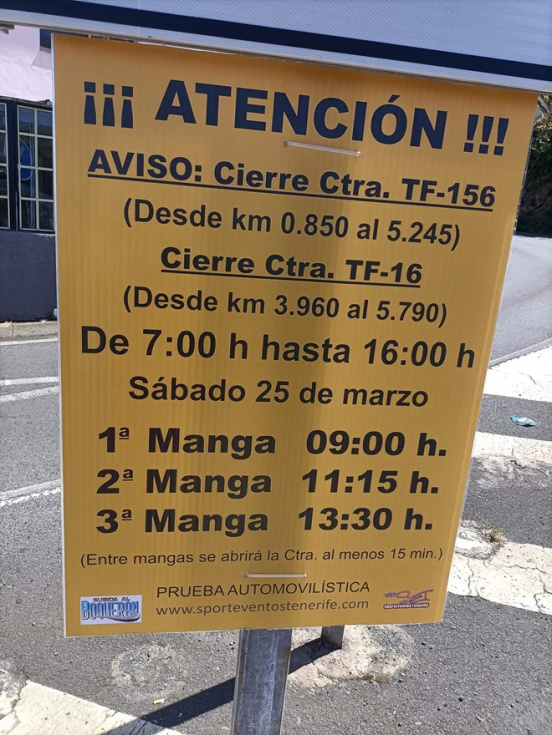 ¡¡¡ ATENCIÓN !!!
AVISO: Cierre Ctra. TF-156
(Desde km 0.850 al 5.245)
Cierre Ctra. TF-16
(Desde km 3.960 al 5.790)
De 7:00 h hasta 16:00 h
Sábado 25 de marzo
1ª Manga 09:00 h.
2ª Manga 11:15 h.
3ª Manga 13:30 h.
(Entre mangas se abrirá la Ctra. al menos 15 min.)
SUBIDA AL
BOQUERÓN
PRUEBA AUTOMOVILÍSTICA
www.sporteventostenerife.com